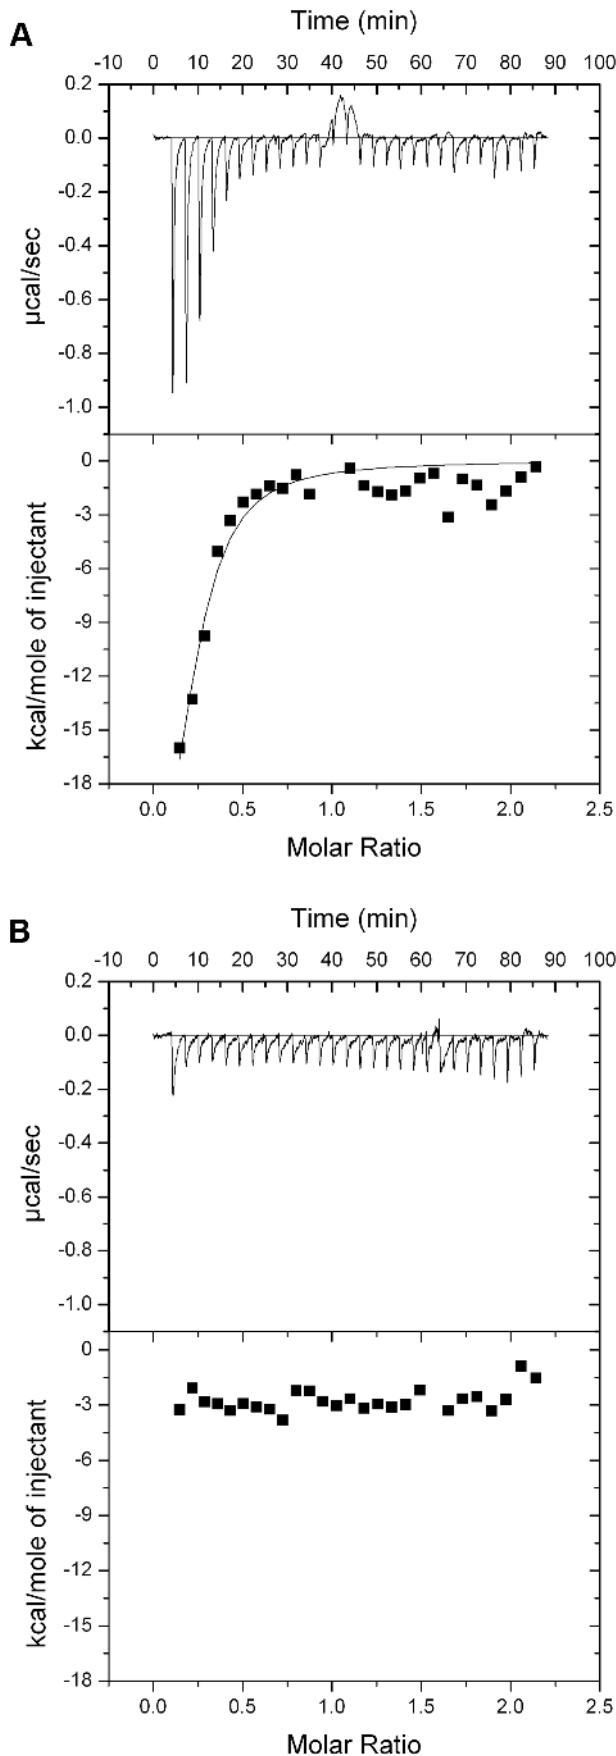 A
Time (min)
-10 0 10 20 30 40 50 60 70 80 90 100
0.2
0.0
-0.2
-0.4
-0.6
-0.8
-1.0
µcal/sec
0
-3
-6
-9
-12
-15
-18
kcal/mole of injectant
0.0 0.5 1.0 1.5 2.0 2.5
Molar Ratio
B
Time (min)
-10 0 10 20 30 40 50 60 70 80 90 100
0.2
0.0
-0.2
-0.4
-0.6
-0.8
-1.0
µcal/sec
0
-3
-6
-9
-12
-15
-18
kcal/mole of injectant
0.0 0.5 1.0 1.5 2.0 2.5
Molar Ratio